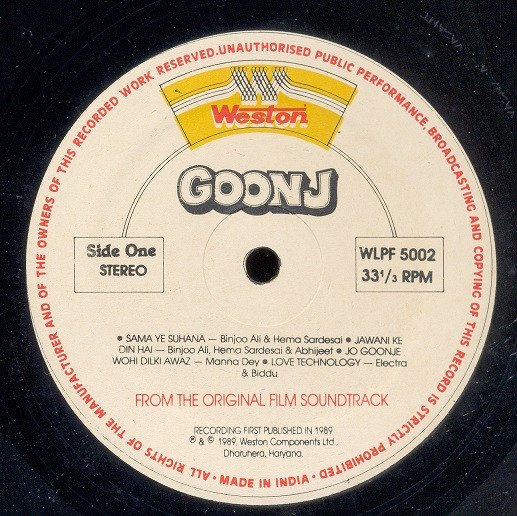 ALL RIGHTS OF THE MANUFACTURER AND OF THE OWNERS OF THIS RECORDED WORK RESERVED.UNAUTHORISED PUBLIC PERFORMANCE. BROADCASTING AND COPYING OF THIS RECORD IS STRICTLY PROHIBITED •
Weston
GOONJ
Side One
STEREO
WLPF 5002
33⅓ RPM
• SAMA YE SUHANA — Binjoo Ali & Hema Sardesai • JAWANI KE
DIN HAI — Binjoo Ali, Hema Sardesai & Abhijeet • JO GOONJE
WOHI DILKI AWAZ — Manna Dey • LOVE TECHNOLOGY — Electra
& Biddu
FROM THE ORIGINAL FILM SOUNDTRACK
RECORDING FIRST PUBLISHED IN 1989
℗ & © 1989, Weston Components Ltd.,
Dharuhera, Haryana.
• MADE IN INDIA •